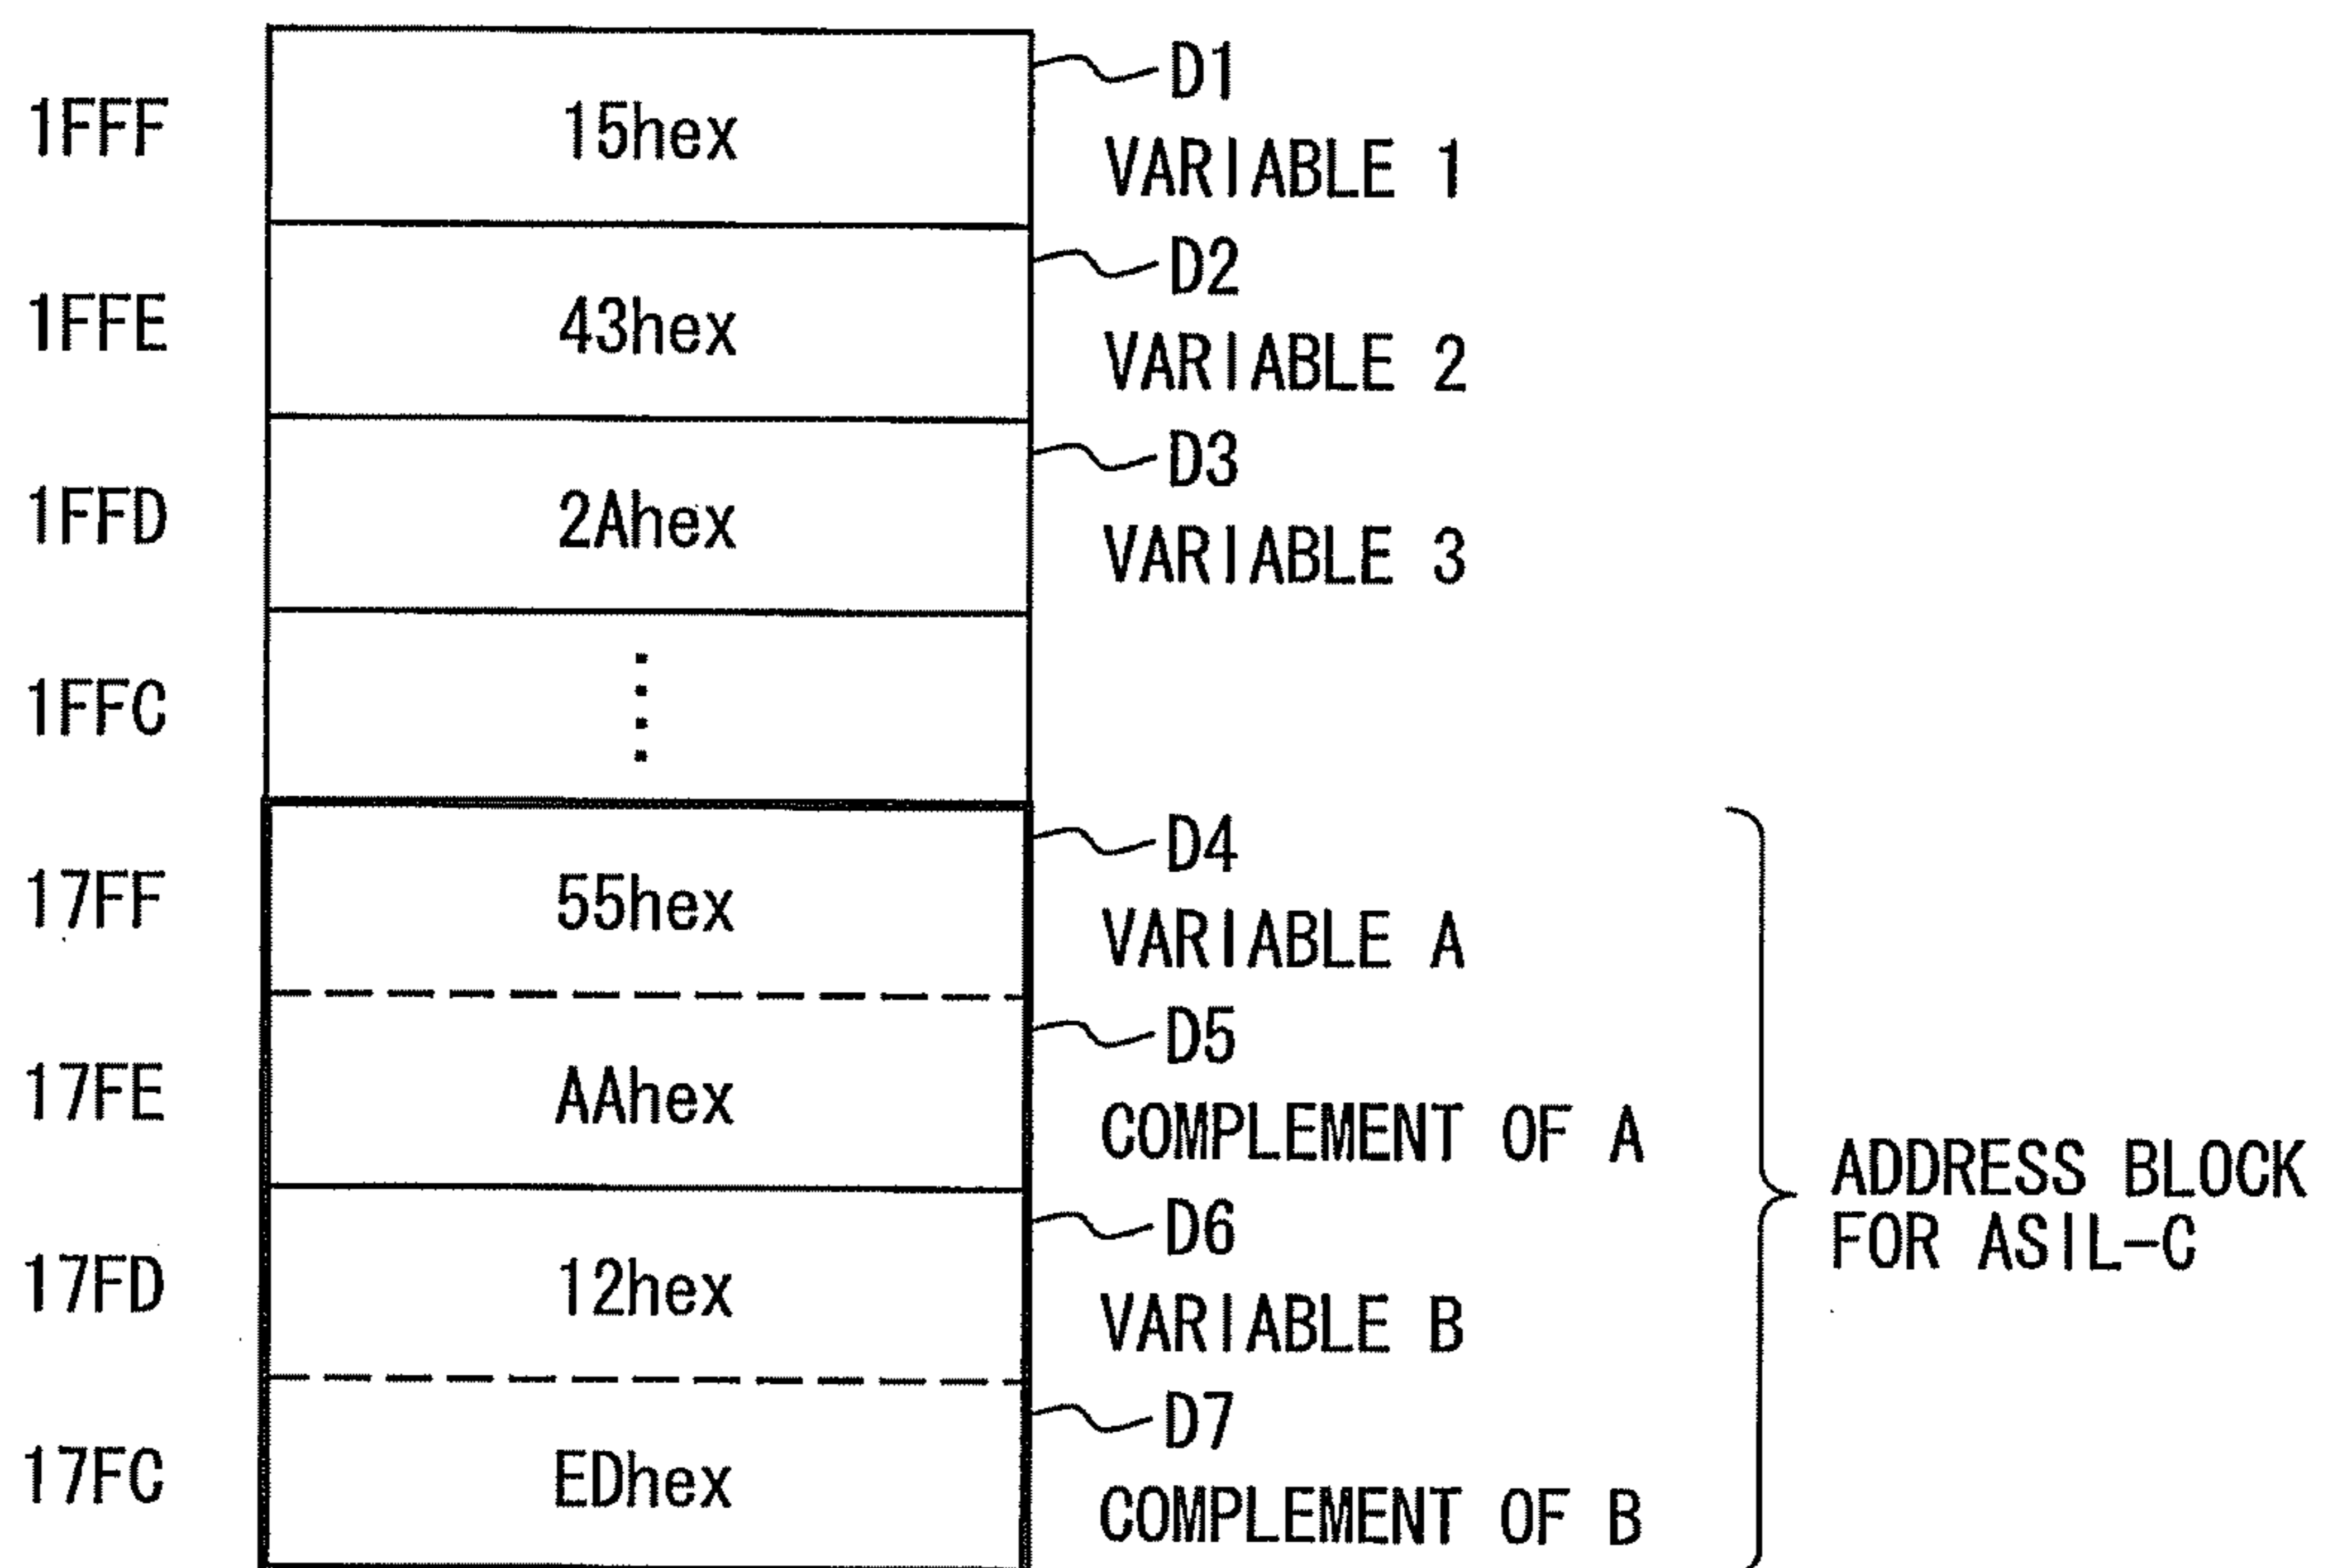 D1
1FFF 15hex
VARIABLE 1
D2
1FFE 43hex
VARIABLE 2
D3
1FFD 2Ahex
VARIABLE 3
1FFC
D4
17FF 55hex
VARIABLE A
D5
17FE AAhex
COMPLEMENT OF A
ADDRESS BLOCK
FOR ASIL-C
D6
17FD 12hex
VARIABLE B
D7
17FC EDhex
COMPLEMENT OF B